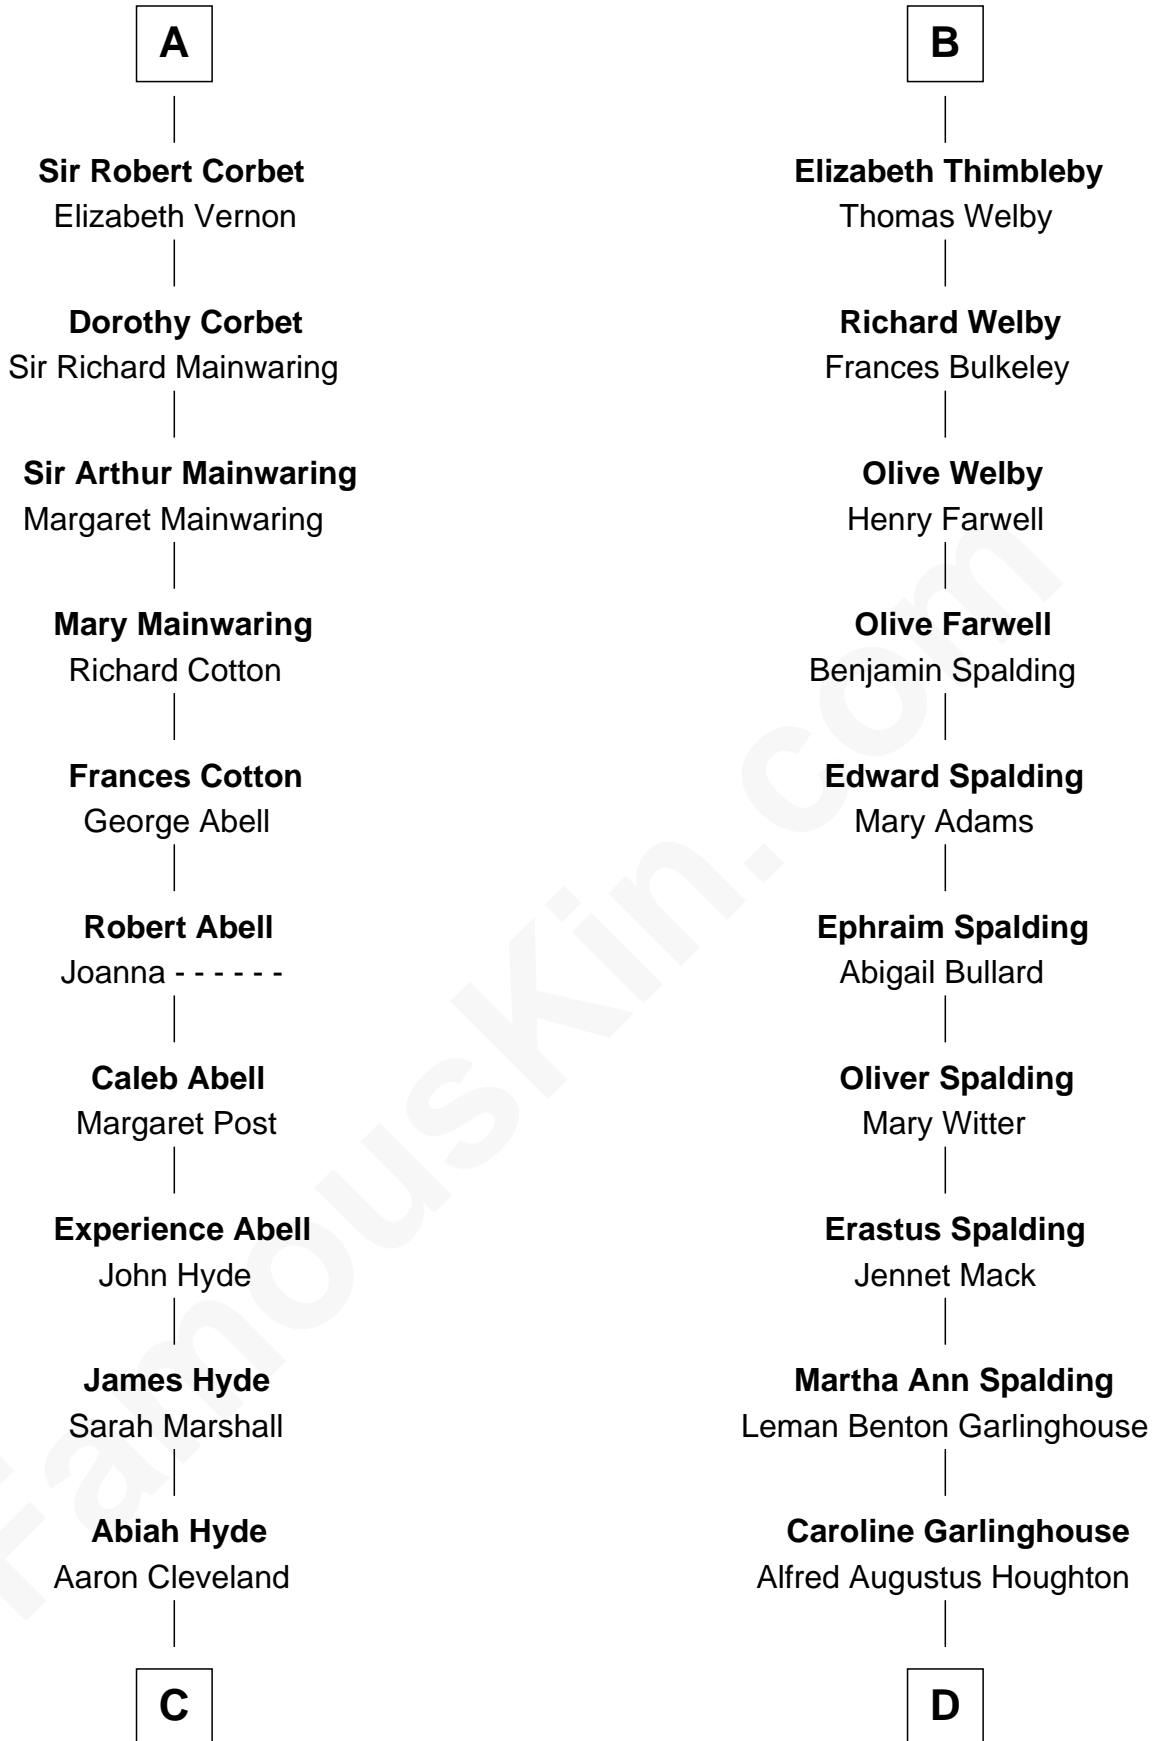 A
Sir Robert Corbet
Elizabeth Vernon
Dorothy Corbet
Sir Richard Mainwaring
Sir Arthur Mainwaring
Margaret Mainwaring
Mary Mainwaring
Richard Cotton
Frances Cotton
George Abell
Robert Abell
Joanna - - - - - -
Caleb Abell
Margaret Post
Experience Abell
John Hyde
James Hyde
Sarah Marshall
Abiah Hyde
Aaron Cleveland
C
B
Elizabeth Thimbleby
Thomas Welby
Richard Welby
Frances Bulkeley
Olive Welby
Henry Farwell
Olive Farwell
Benjamin Spalding
Edward Spalding
Mary Adams
Ephraim Spalding
Abigail Bullard
Oliver Spalding
Mary Witter
Erastus Spalding
Jennet Mack
Martha Ann Spalding
Leman Benton Garlinghouse
Caroline Garlinghouse
Alfred Augustus Houghton
D
FamousKin.com